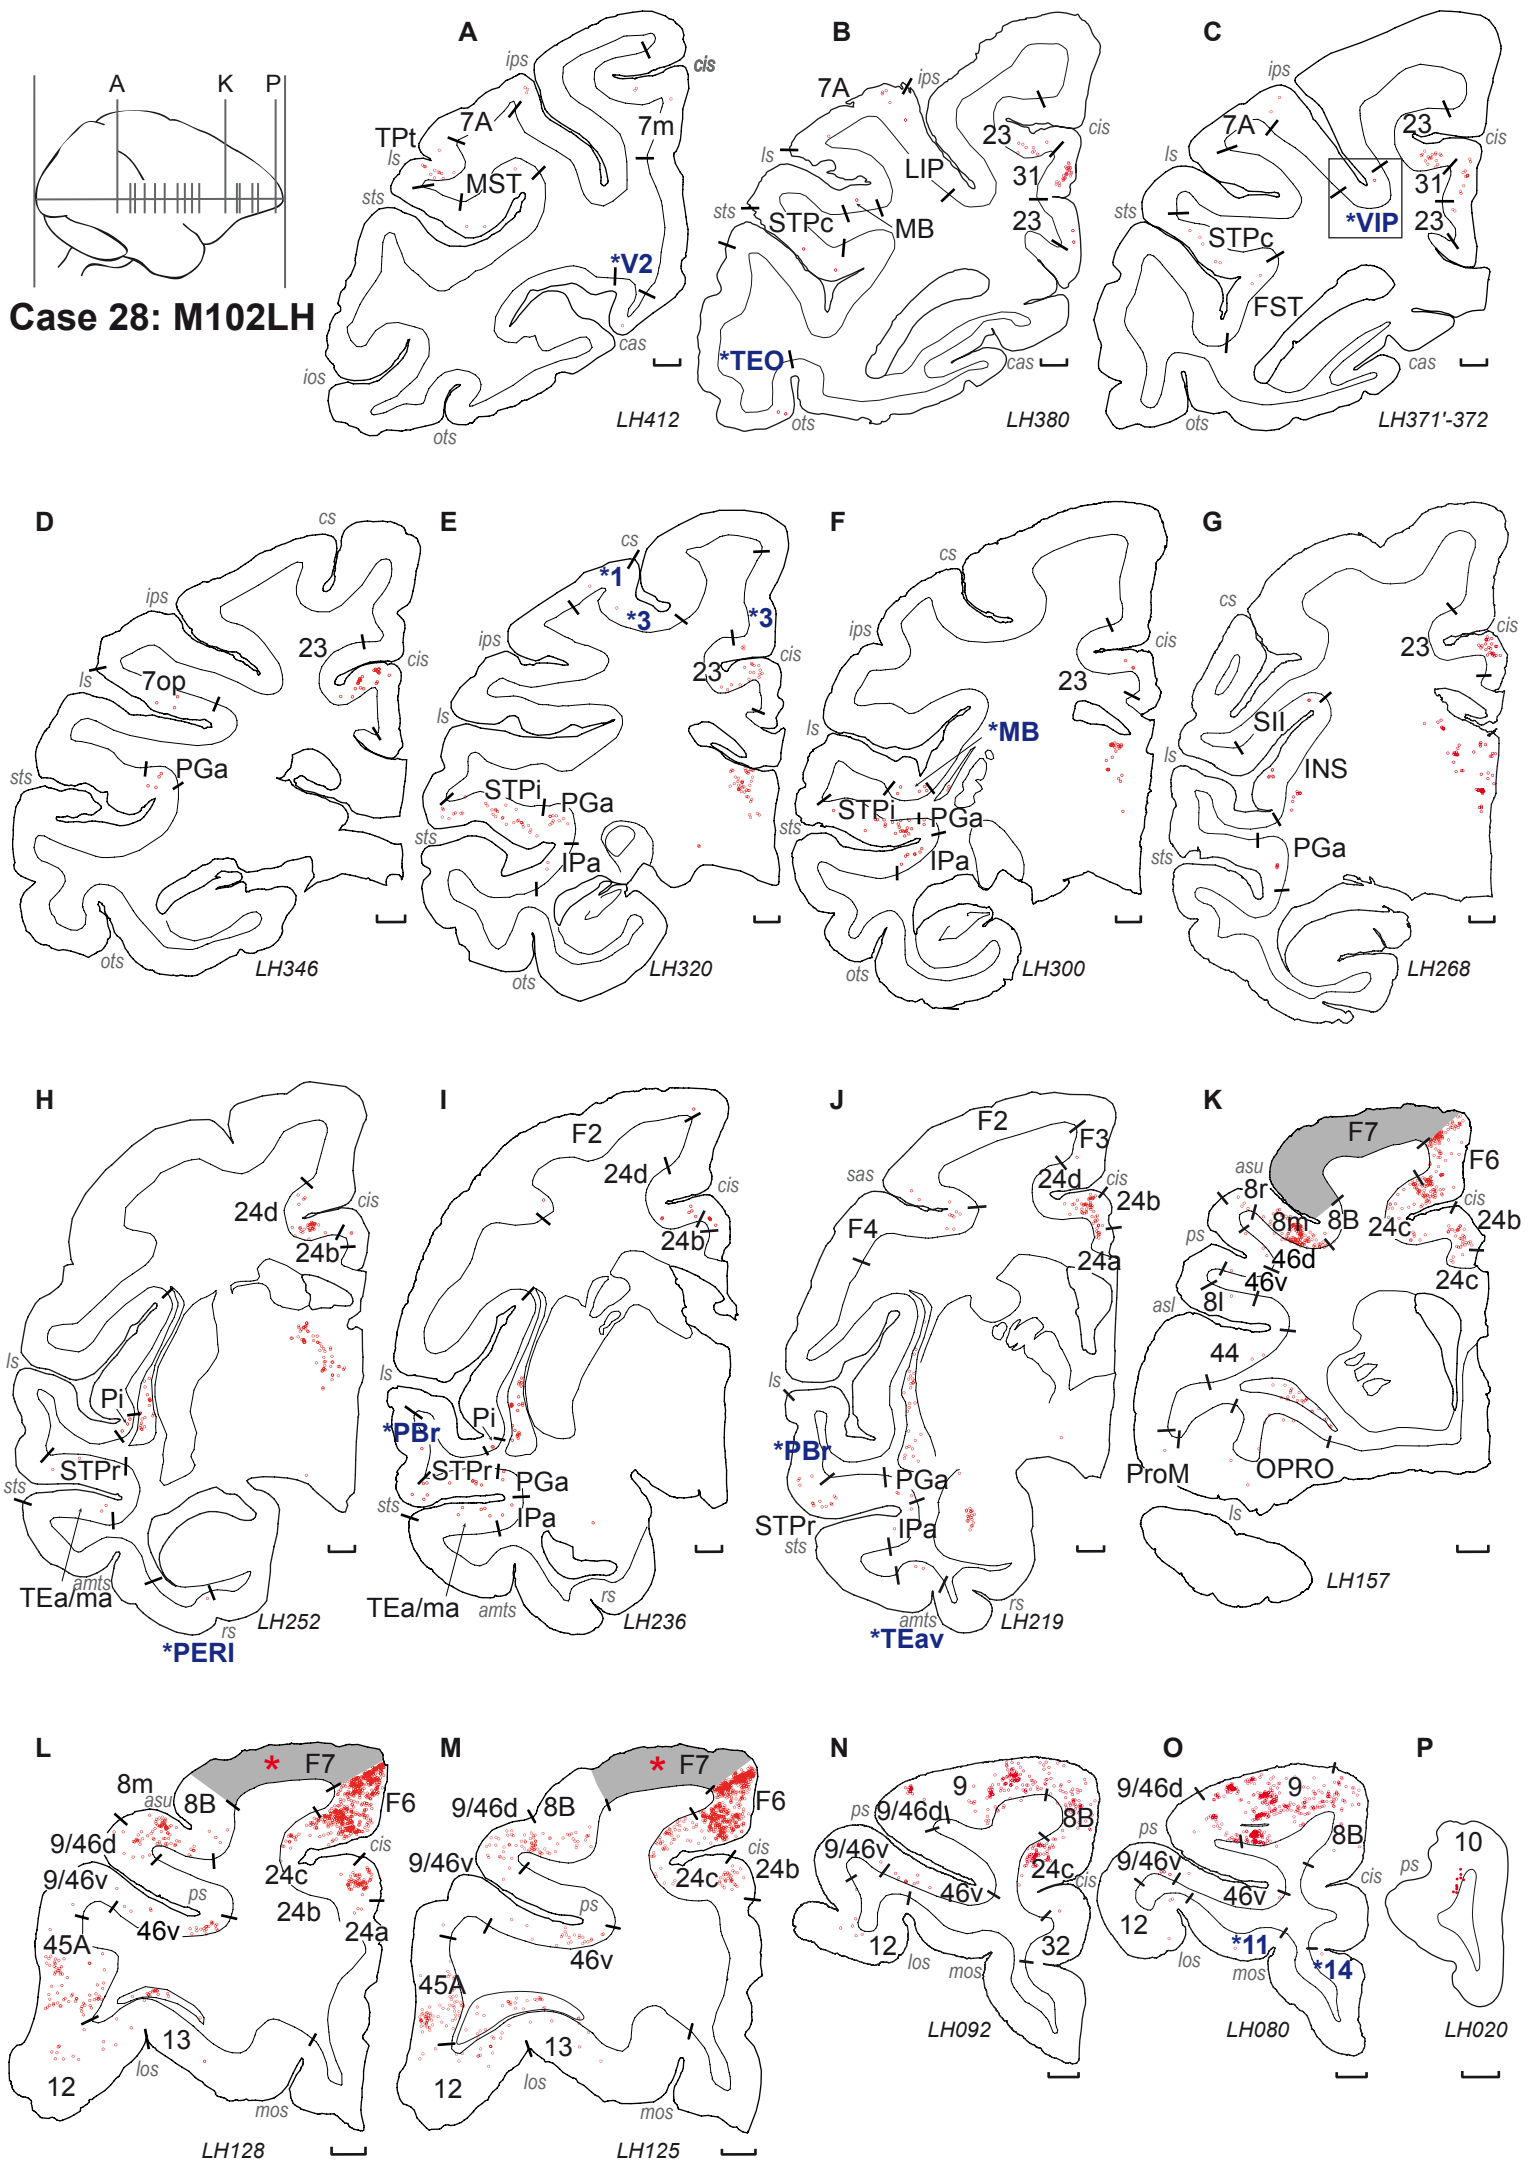 A K P
Case 28: M102LH
A
ips
cis
TPt
7A
7m
ls
MST
sts
*V2
cas
ios
ots
LH412
B
7A
ips
cis
23
ls
LIP
31
sts
STPc
MB
23
*TEO
cas
ots
LH380
C
ips
7A
23
cis
ls
31
sts
*VIP
23
STPc
FST
cas
ots
LH371'-372
D
cs
ips
23
cis
ls
7op
sts
PGa
ots
LH346
E
cs
*1
*3
*3
ips
cis
23
ls
STPi
PGa
sts
IPa
ots
LH320
F
cs
ips
cis
23
ls
*MB
STPi
PGa
sts
IPa
ots
LH300
G
cs
cis
23
SII
ls
INS
PGa
sts
LH268
H
24d
cis
24b
ls
Pi
STPr
sts
TEa/ma
amts
rs
LH252
*PERI
I
F2
24d
cis
24b
ls
Pi
*PBr
STPr
PGa
sts
IPa
TEa/ma
amts
rs
LH236
J
F2
F3
sas
24d
cis
24b
F4
24a
ls
*PBr
PGa
STPr
IPa
sts
amts
rs
LH219
*TEav
K
F7
asu
F6
8r
8m
8B
cis
24c
24b
ps
46d
46v
24c
8l
asl
44
ProM
OPRO
ls
LH157
L
*
F7
8m
asu
8B
F6
9/46d
cis
9/46v
24c
ps
24b
46v
24a
45A
13
los
12
mos
LH128
M
*
F7
9/46d
8B
F6
cis
9/46v
24c
24b
ps
46v
45A
13
los
12
mos
LH125
N
9
ps
9/46d
8B
9/46v
24c
cis
46v
12
32
los
mos
LH092
O
9/46d
9
ps
8B
9/46v
cis
46v
12
*11
los
mos
*14
LH080
P
10
ps
LH020